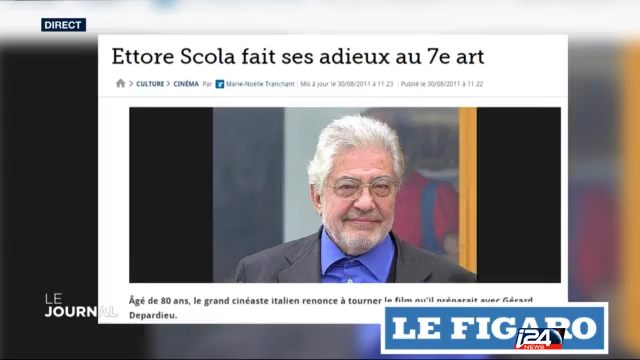 DIRECT
Ettore Scola fait ses adieux au 7e art
CULTURE > CINÉMA Par Marie-Noëlle Tranchant Mis à jour le 30/08/2011 à 11:23 Publié le 30/08/2011 à 11:22
Âgé de 80 ans, le grand cinéaste italien renonce à tourner le film qu'il préparait avec Gérard
Depardieu.
LE
JOURNAL
LE FIGARO
i24
NEWS